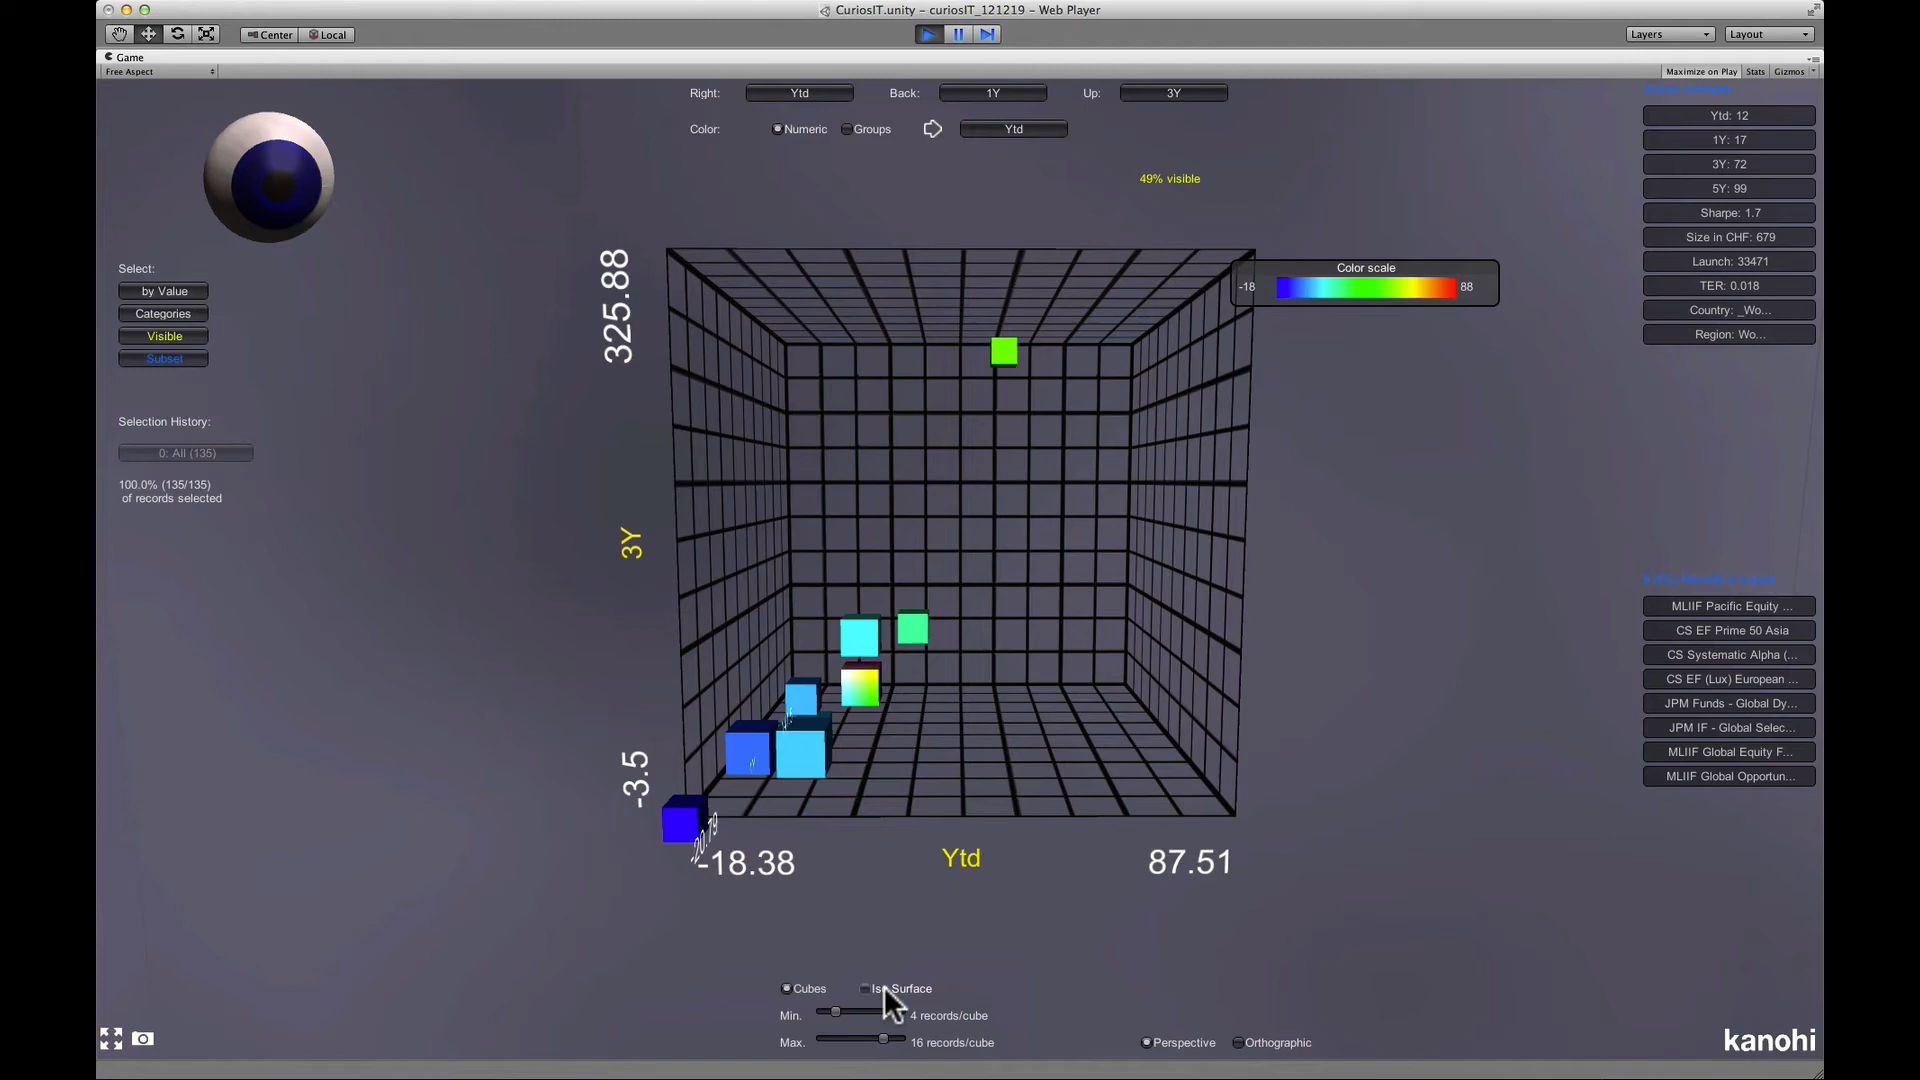 CuriosIT.unity – curiosIT_121219 – Web Player
Center Local
Layers Layout
Game
Free Aspect
Maximize on Play Stats Gizmos
Right: Ytd Back: 1Y Up: 3Y
Color: Numeric Groups Ytd
49% visible
Ytd: 12
1Y: 17
3Y: 72
5Y: 99
Sharpe: 1.7
Size in CHF: 679
Launch: 33471
TER: 0.018
Country: _Wo...
Region: Wo...
Color scale
-18 88
Select:
by Value
Categories
Visible
Subset
Selection History:
0: All (135)
100.0% (135/135)
of records selected
325.88
3Y
-3.5
-18.38
Ytd
87.51
MLIIF Pacific Equity ...
CS EF Prime 50 Asia
CS Systematic Alpha (...
CS EF (Lux) European ...
JPM Funds - Global Dy...
JPM IF - Global Selec...
MLIIF Global Equity F...
MLIIF Global Opportun...
Cubes Surface
Min. 4 records/cube
Max. 16 records/cube
Perspective Orthographic
kanohi